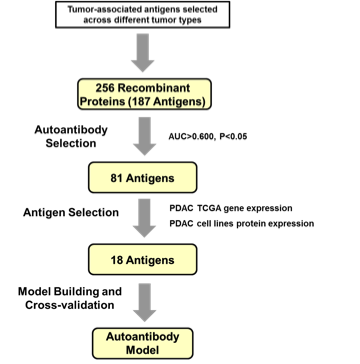 Tumor-associated antigens selected
across different tumor types
256 Recombinant
Proteins (187 Antigens)
Autoantibody
Selection
AUC>0.600, P<0.05
81 Antigens
Antigen Selection
PDAC TCGA gene expression
PDAC cell lines protein expression
18 Antigens
Model Building and
Cross-validation
Autoantibody
Model